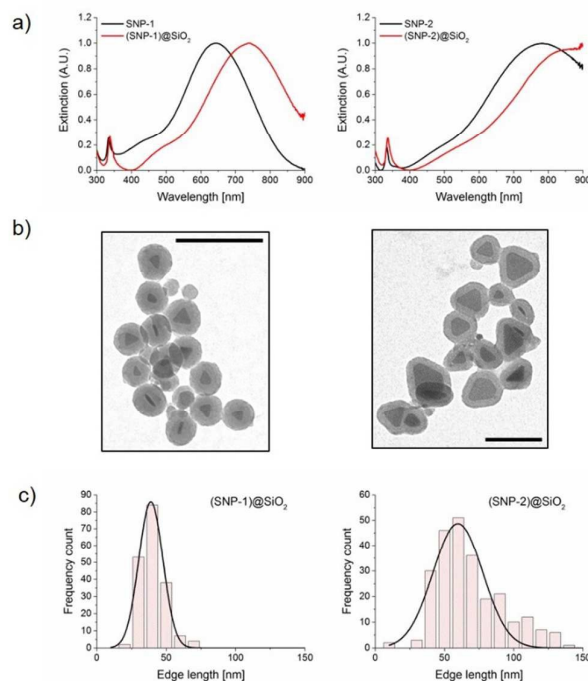 a)
SNP-1
(SNP-1)@SiO₂
Extinction (A.U.)
1.0
0.8
0.6
0.4
0.2
0.0
300 400 500 600 700 800 900
Wavelength [nm]
SNP-2
(SNP-2)@SiO₂
Extinction (A.U.)
1.2
1.0
0.8
0.6
0.4
0.2
0.0
300 400 500 600 700 800 900
Wavelength [nm]
b)
c)
(SNP-1)@SiO₂
Frequency count
90
80
70
60
50
40
30
20
10
0
0 50 100 150
Edge length [nm]
(SNP-2)@SiO₂
Frequency count
60
50
40
30
20
10
0
0 50 100 150
Edge length [nm]